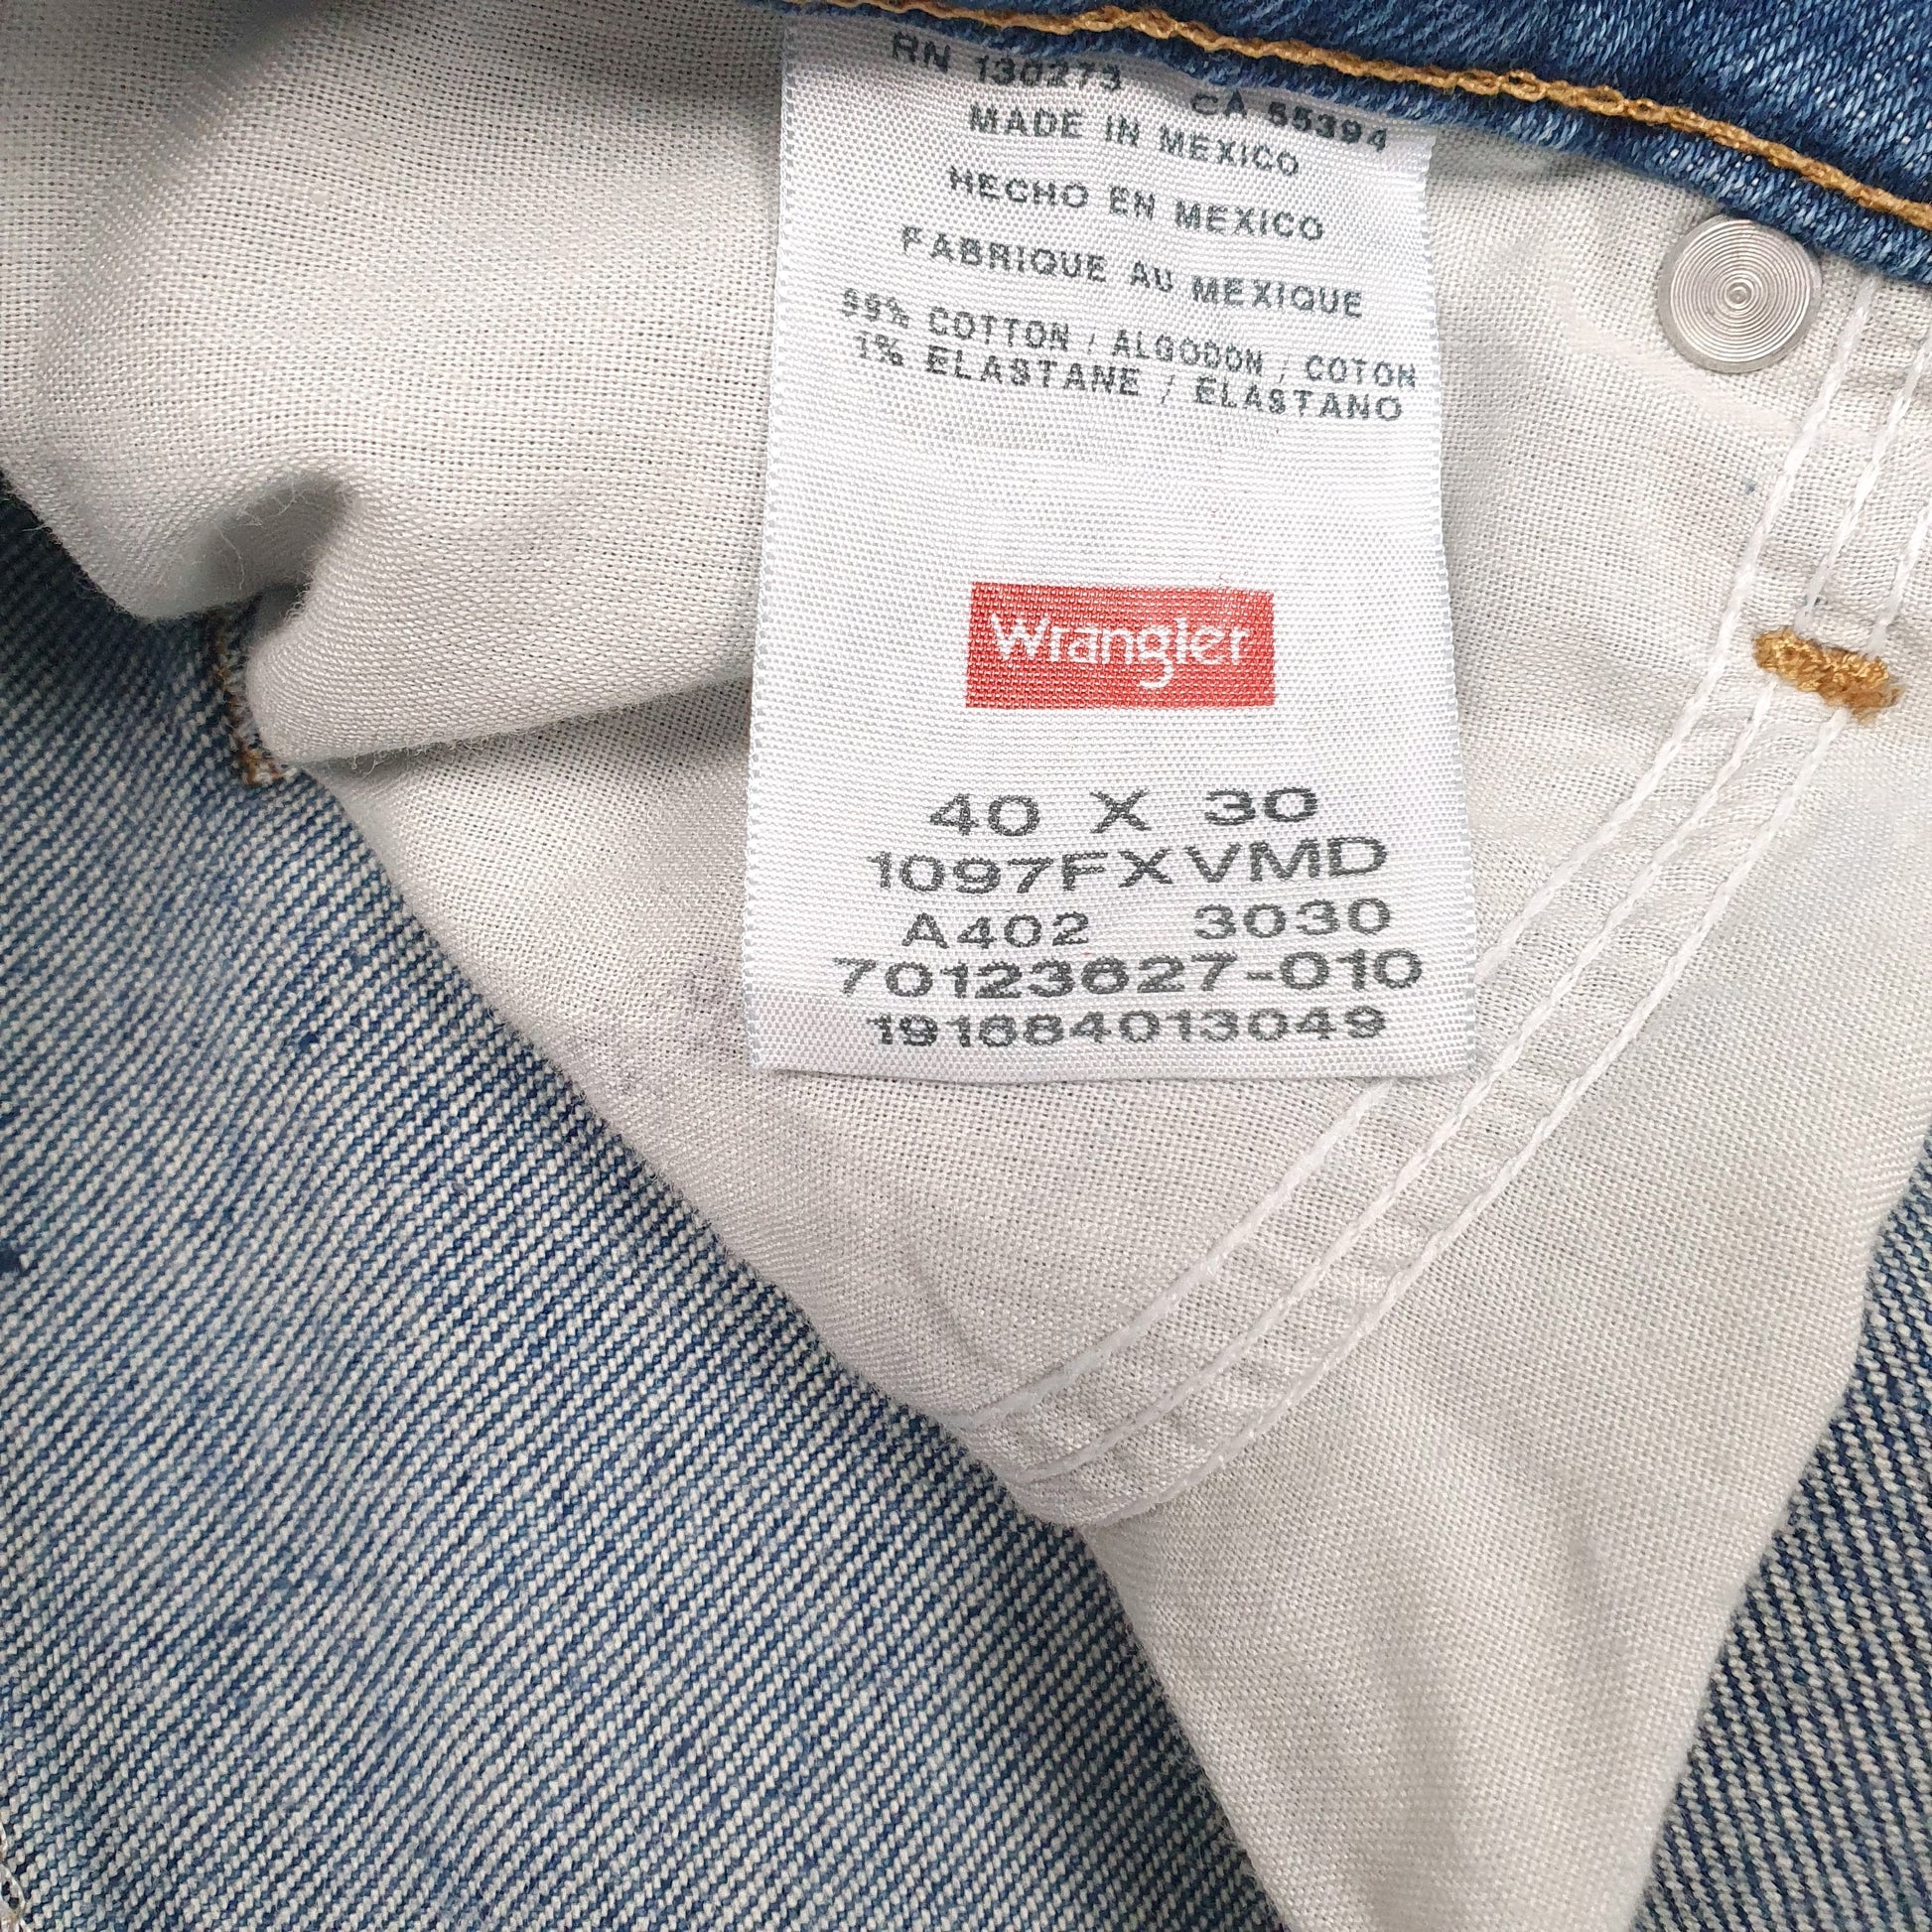 RN 130273 CA 55394
MADE IN MEXICO
HECHO EN MEXICO
FABRIQUE AU MEXIQUE
99% COTTON / ALGODON / COTON
1% ELASTANE / ELASTANO
Wrangler
40 X 30
1097FXVMD
A402 3030
70123627-010
191684013049